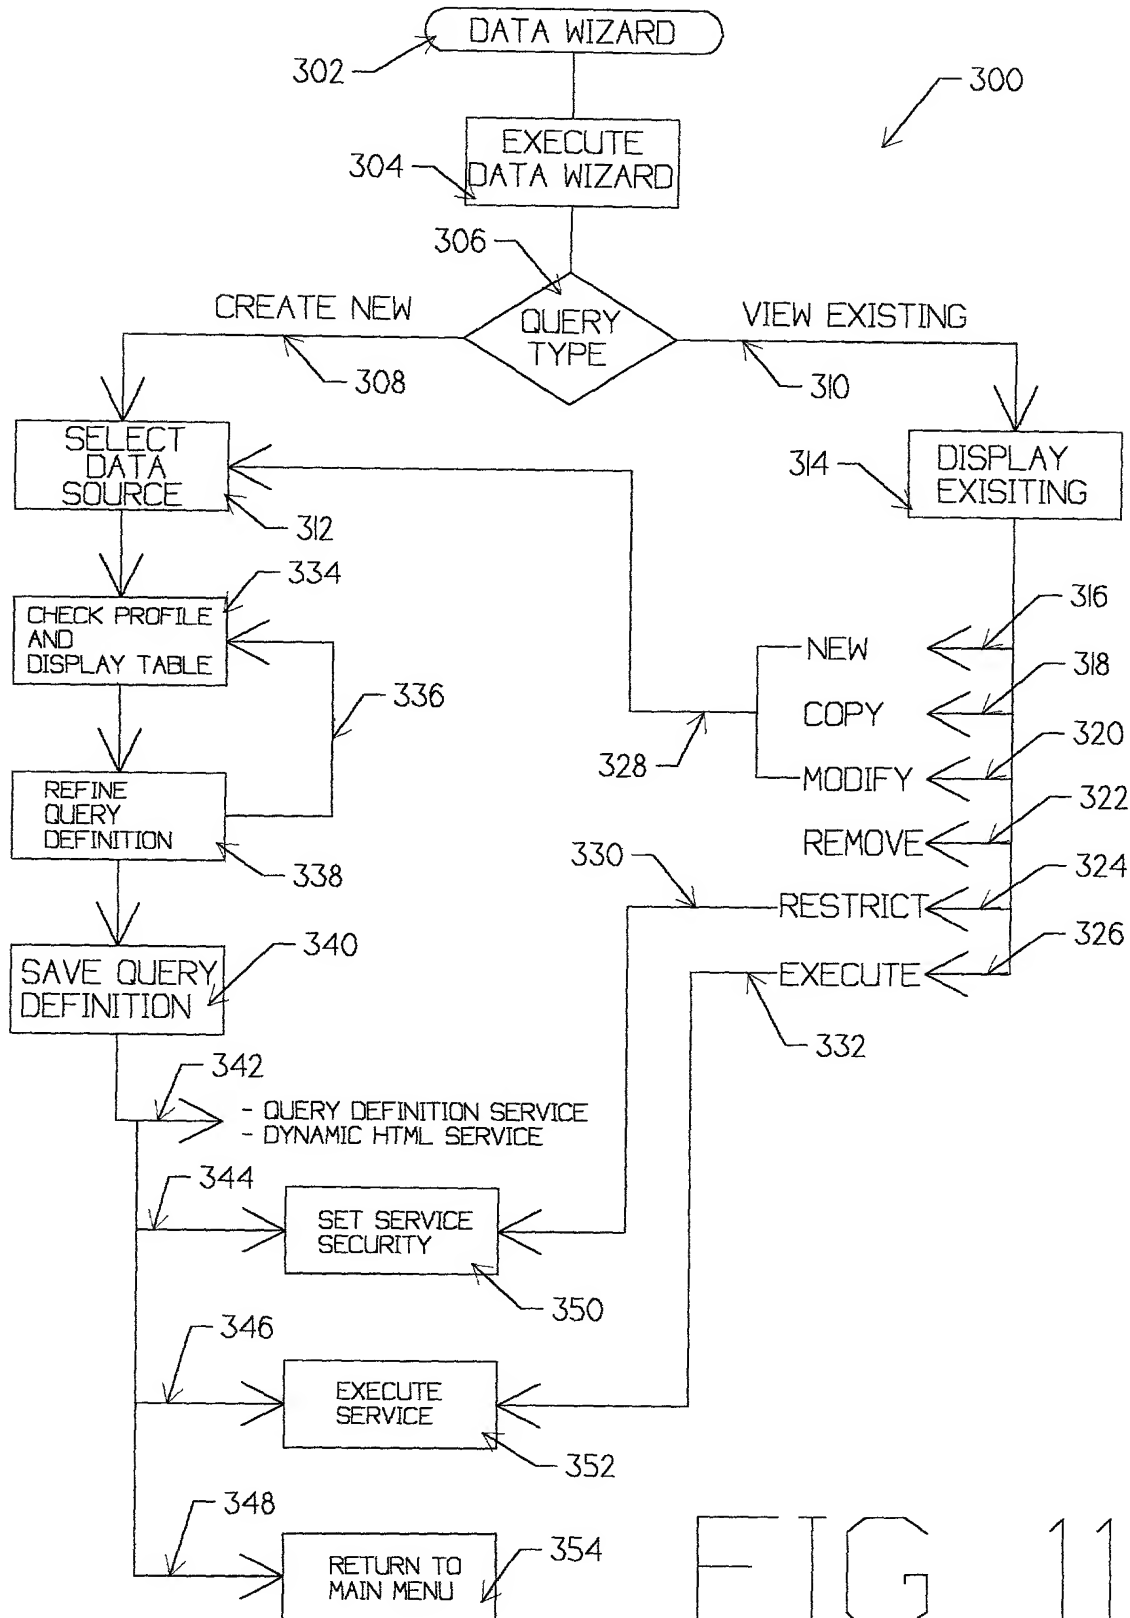 DATA WIZARD
302
300
EXECUTE
DATA WIZARD
304
306
CREATE NEW
QUERY
TYPE
VIEW EXISTING
308
310
SELECT
DATA
SOURCE
312
314
DISPLAY
EXISITING
334
CHECK PROFILE
AND
DISPLAY TABLE
316
NEW
336
318
COPY
328
320
MODIFY
REFINE
QUERY
DEFINITION
322
REMOVE
338
330
324
RESTRICT
340
326
SAVE QUERY
DEFINITION
EXECUTE
332
342
- QUERY DEFINITION SERVICE
- DYNAMIC HTML SERVICE
344
SET SERVICE
SECURITY
350
346
EXECUTE
SERVICE
352
348
RETURN TO
MAIN MENU
354
FIG 11